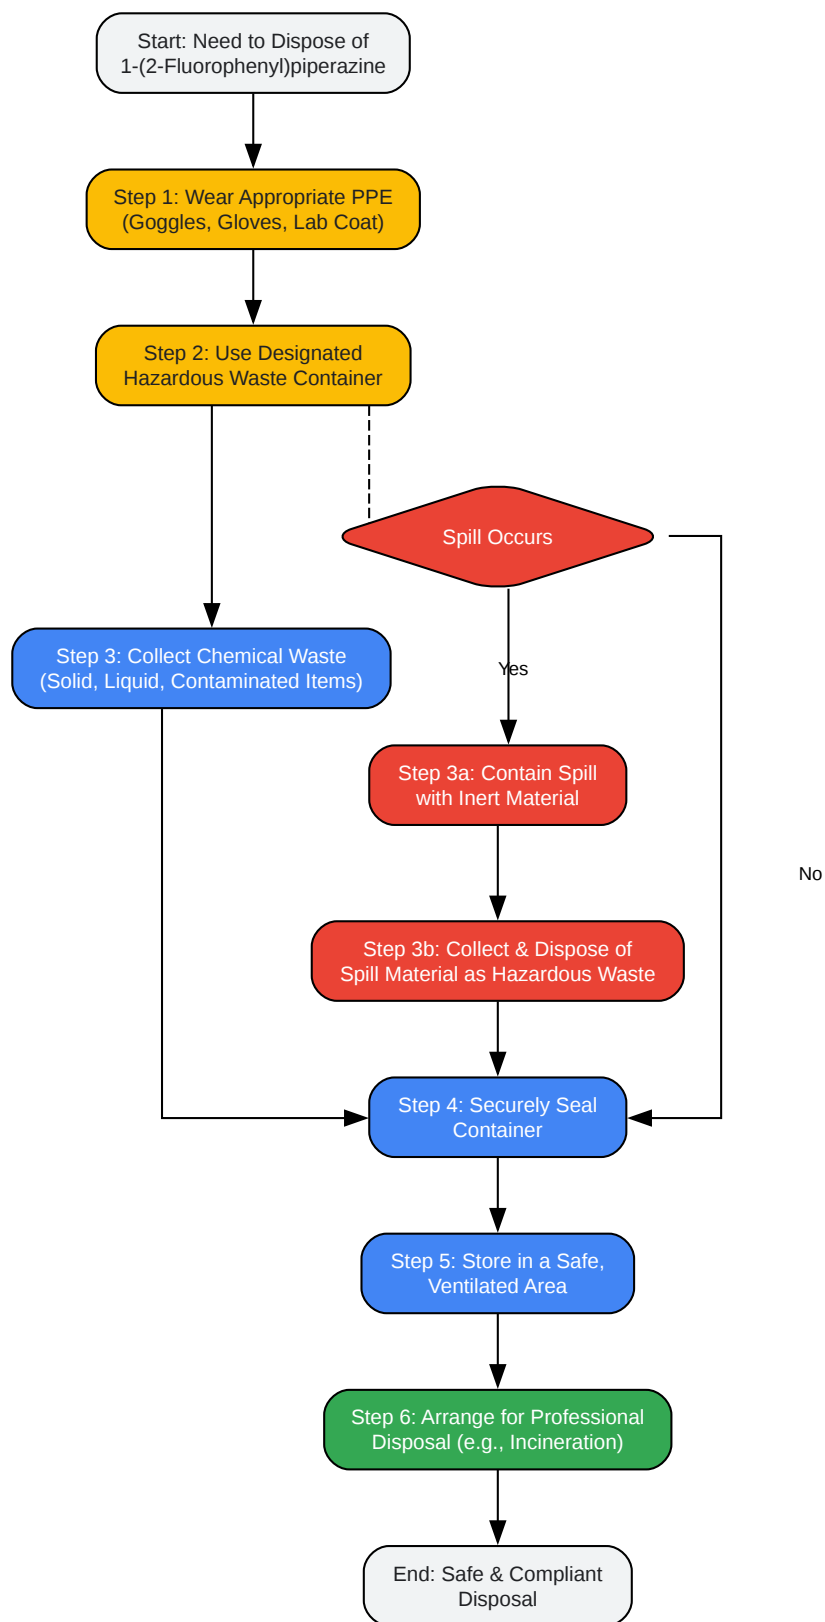 Start: Need to Dispose of
1-(2-Fluorophenyl)piperazine
Step 1: Wear Appropriate PPE
(Goggles, Gloves, Lab Coat)
Step 2: Use Designated
Hazardous Waste Container
Spill Occurs
Step 3: Collect Chemical Waste
(Solid, Liquid, Contaminated Items)
Yes
Step 3a: Contain Spill
with Inert Material
No
Step 3b: Collect & Dispose of
Spill Material as Hazardous Waste
Step 4: Securely Seal
Container
Step 5: Store in a Safe,
Ventilated Area
Step 6: Arrange for Professional
Disposal (e.g., Incineration)
End: Safe & Compliant
Disposal